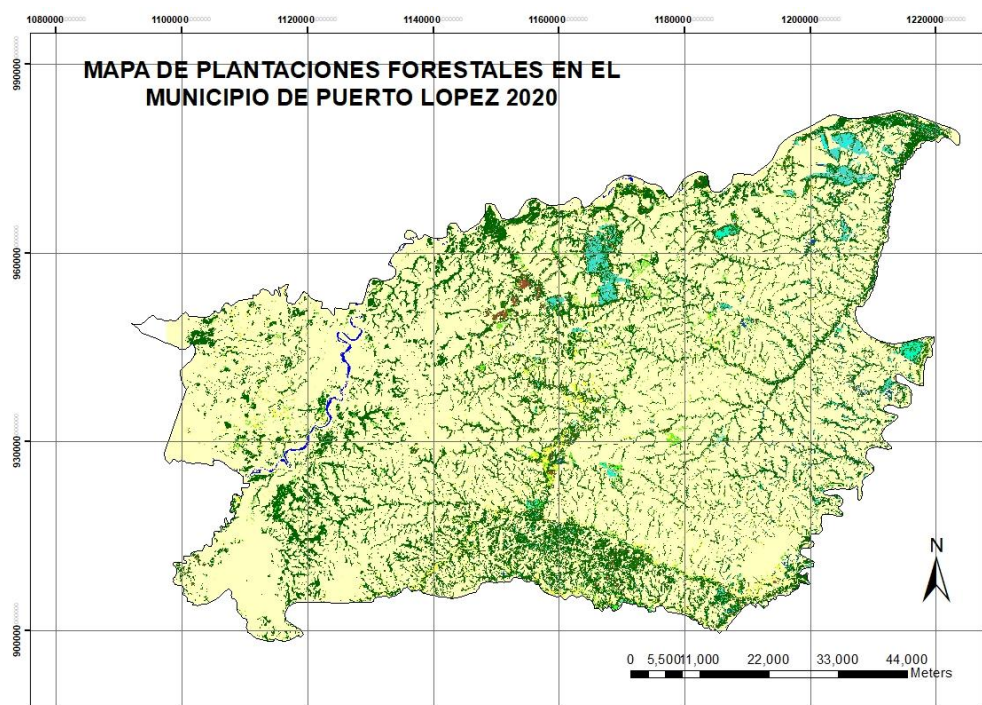 1080000 1100000 1120000 1140000 1160000 1180000 1200000 1220000
MAPA DE PLANTACIONES FORESTALES EN EL
MUNICIPIO DE PUERTO LOPEZ 2020
990000
960000
930000
900000
N
0 5,500 11,000 22,000 33,000 44,000
Meters